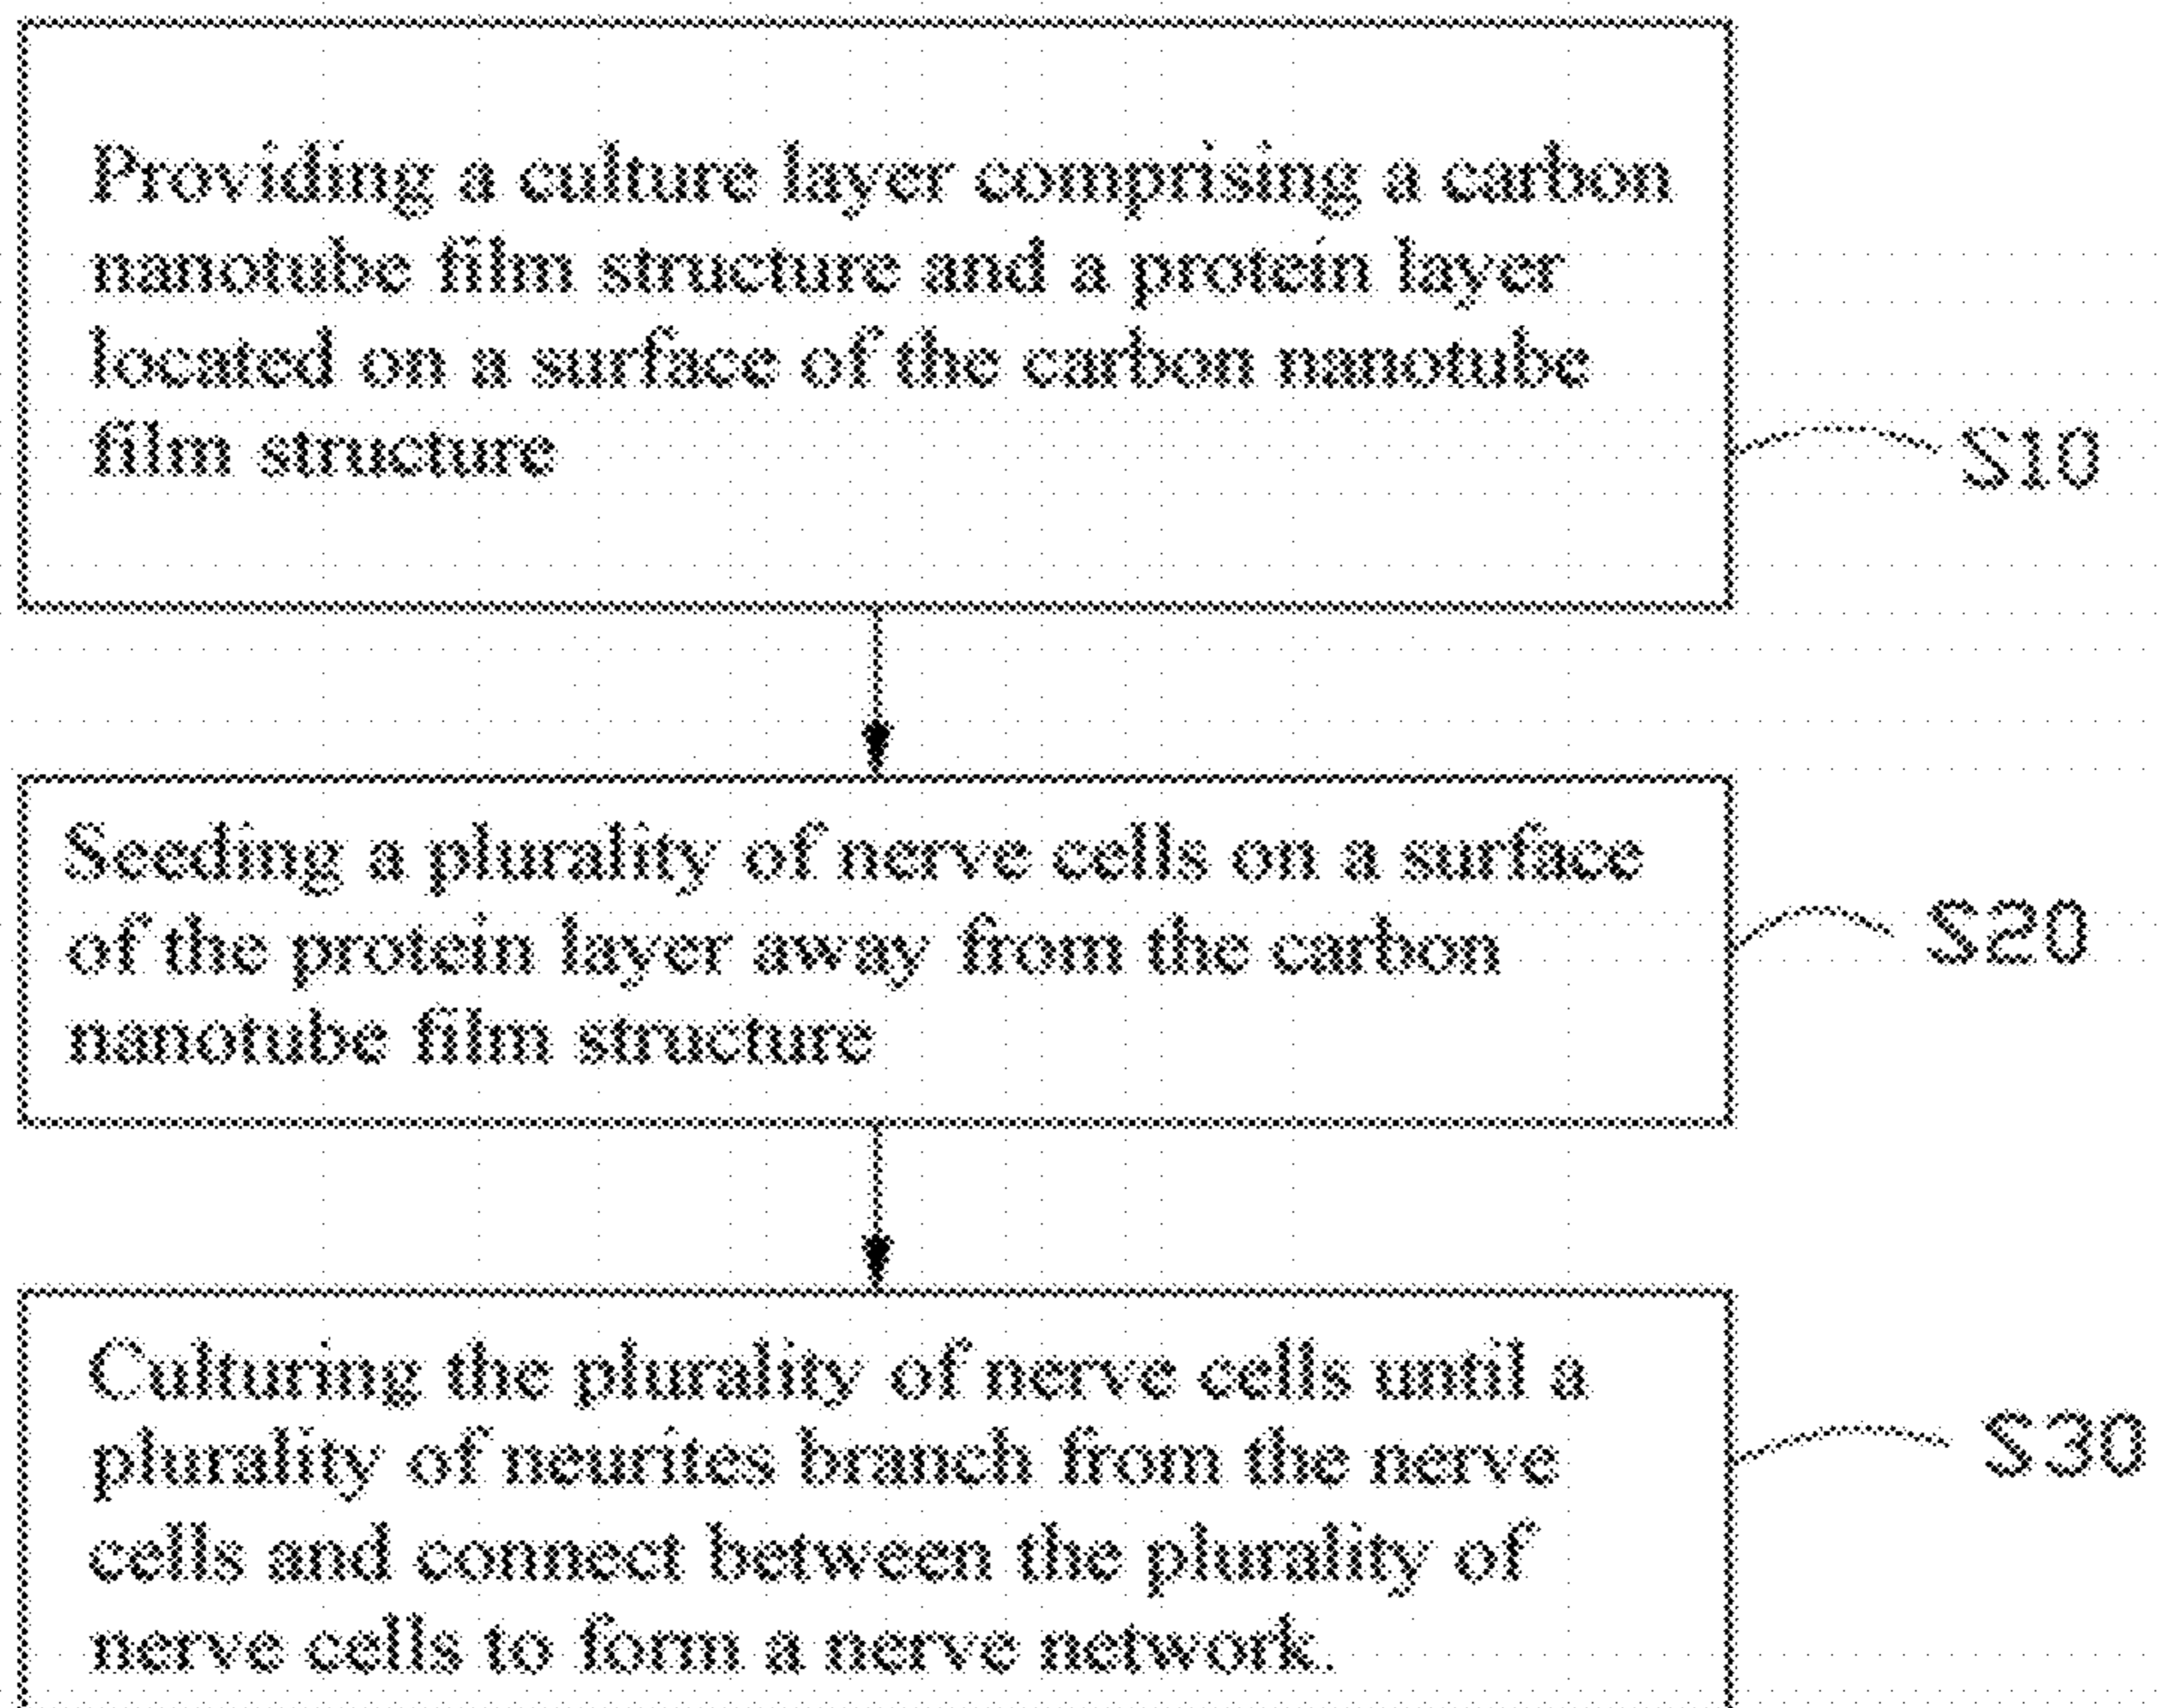 Providing a culture layer comprising a carbon
nanotube film structure and a protein layer
located on a surface of the carbon nanotube
film structure
S10
Seeding a plurality of nerve cells on a surface
of the protein layer away from the carbon
nanotube film structure
S20
Culturing the plurality of nerve cells until a
plurality of neurites branch from the nerve
cells and connect between the plurality of
nerve cells to form a nerve network.
S30